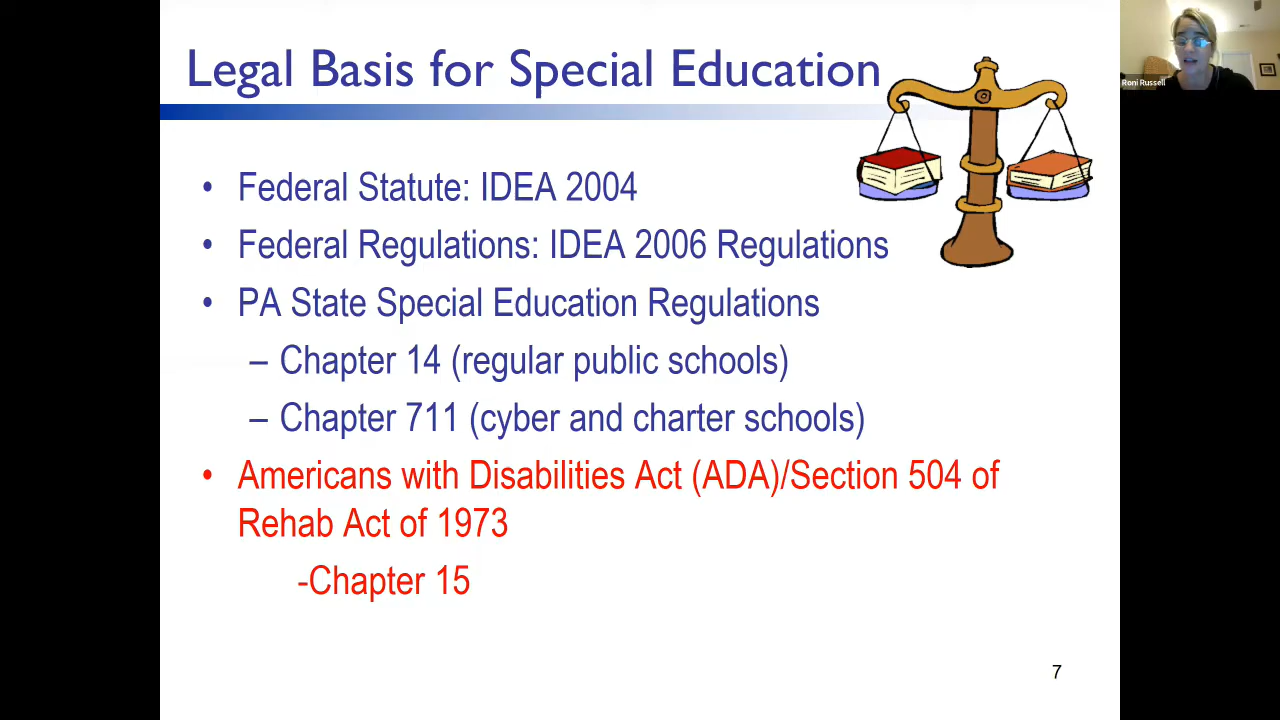 Legal Basis for Special Education
Roni Russell
• Federal Statute: IDEA 2004
• Federal Regulations: IDEA 2006 Regulations
• PA State Special Education Regulations
– Chapter 14 (regular public schools)
– Chapter 711 (cyber and charter schools)
• Americans with Disabilities Act (ADA)/Section 504 of
Rehab Act of 1973
-Chapter 15
7